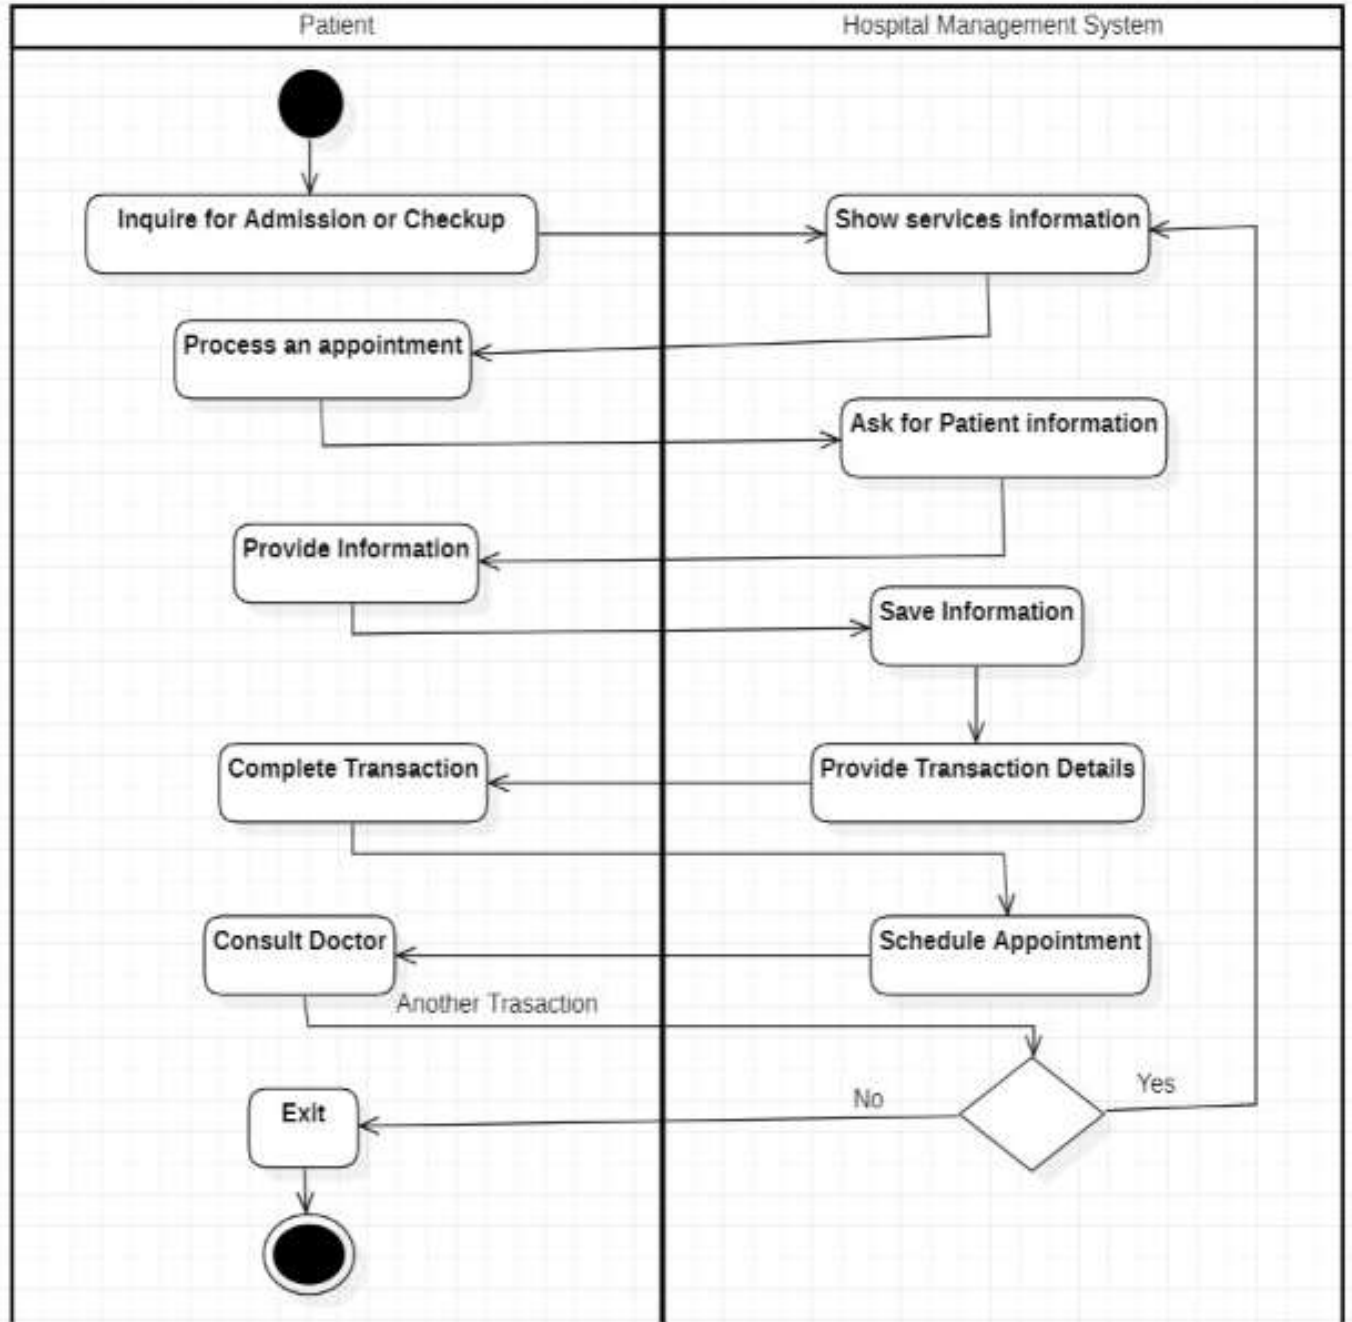 Patient
Hospital Management System
Inquire for Admission or Checkup
Show services information
Process an appointment
Ask for Patient information
Provide Information
Save Information
Complete Transaction
Provide Transaction Details
Consult Doctor
Schedule Appointment
Another Trasaction
No
Yes
Exit